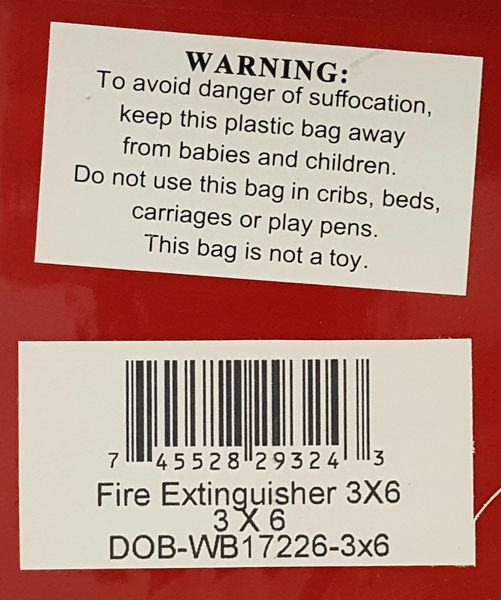 WARNING:
To avoid danger of suffocation,
keep this plastic bag away
from babies and children.
Do not use this bag in cribs, beds,
carriages or play pens.
This bag is not a toy.
7 45528 29324 3
Fire Extinguisher 3X6
3 X 6
DOB-WB17226-3x6